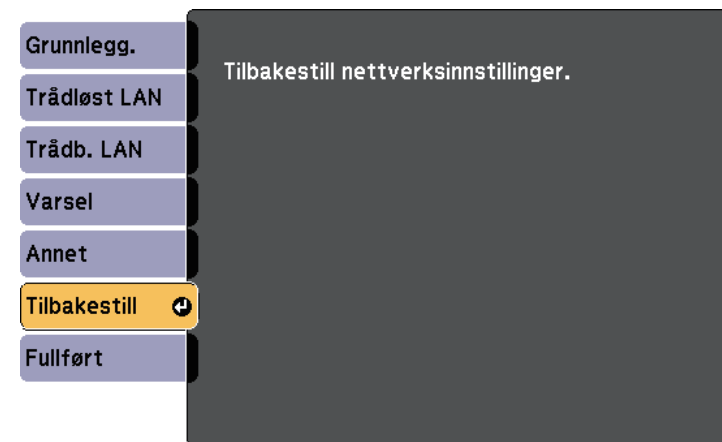 Grunnlegg.
Trådløst LAN
Trådb. LAN
Varsel
Annet
Tilbakestill
Fullført
Tilbakestill nettverksinnstillinger.